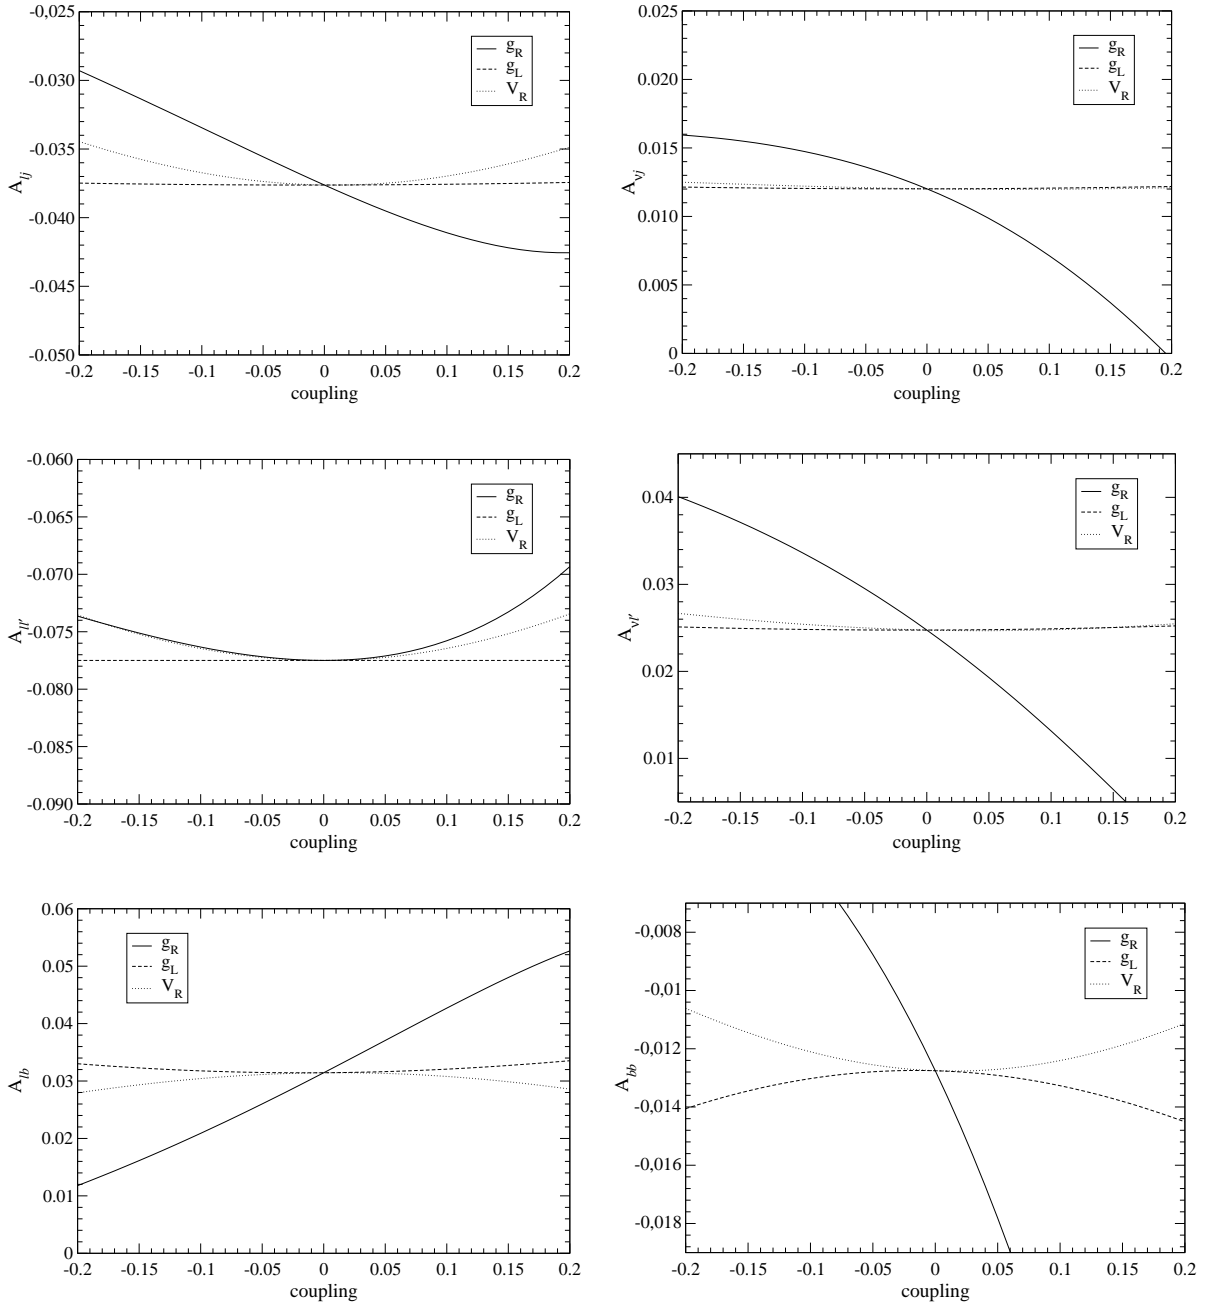 -0.025
-0.030
-0.035
-0.040
-0.045
-0.050
A_lj
g_R
g_L
V_R
-0.2 -0.15 -0.1 -0.05 0 0.05 0.1 0.15 0.2
coupling
0.025
0.020
0.015
0.010
0.005
0
A_νj
g_R
g_L
V_R
-0.2 -0.15 -0.1 -0.05 0 0.05 0.1 0.15 0.2
coupling
-0.060
-0.065
-0.070
-0.075
-0.080
-0.085
-0.090
A_ll'
g_R
g_L
V_R
-0.2 -0.15 -0.1 -0.05 0 0.05 0.1 0.15 0.2
coupling
0.04
0.03
0.02
0.01
A_νl'
g_R
g_L
V_R
-0.2 -0.15 -0.1 -0.05 0 0.05 0.1 0.15 0.2
coupling
0.06
0.05
0.04
0.03
0.02
0.01
0
A_lb
g_R
g_L
V_R
-0.2 -0.15 -0.1 -0.05 0 0.05 0.1 0.15 0.2
coupling
-0,008
-0,01
-0,012
-0,014
-0,016
-0,018
A_bb
g_R
g_L
V_R
-0.2 -0.15 -0.1 -0.05 0 0.05 0.1 0.15 0.2
coupling